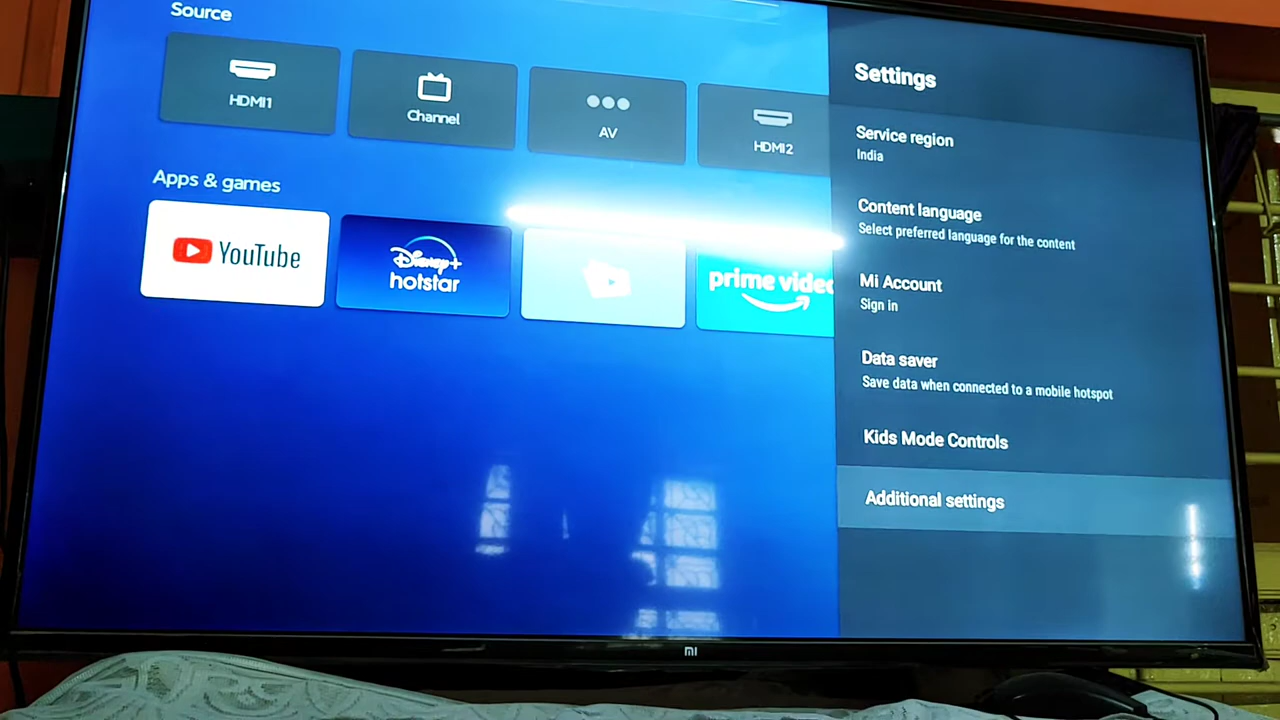 Source
HDMI1
Channel
AV
HDMI2
Apps & games
YouTube
Disney+
hotstar
prime video
Settings
Service region
India
Content language
Select preferred language for the content
Mi Account
Sign in
Data saver
Save data when connected to a mobile hotspot
Kids Mode Controls
Additional settings
mi